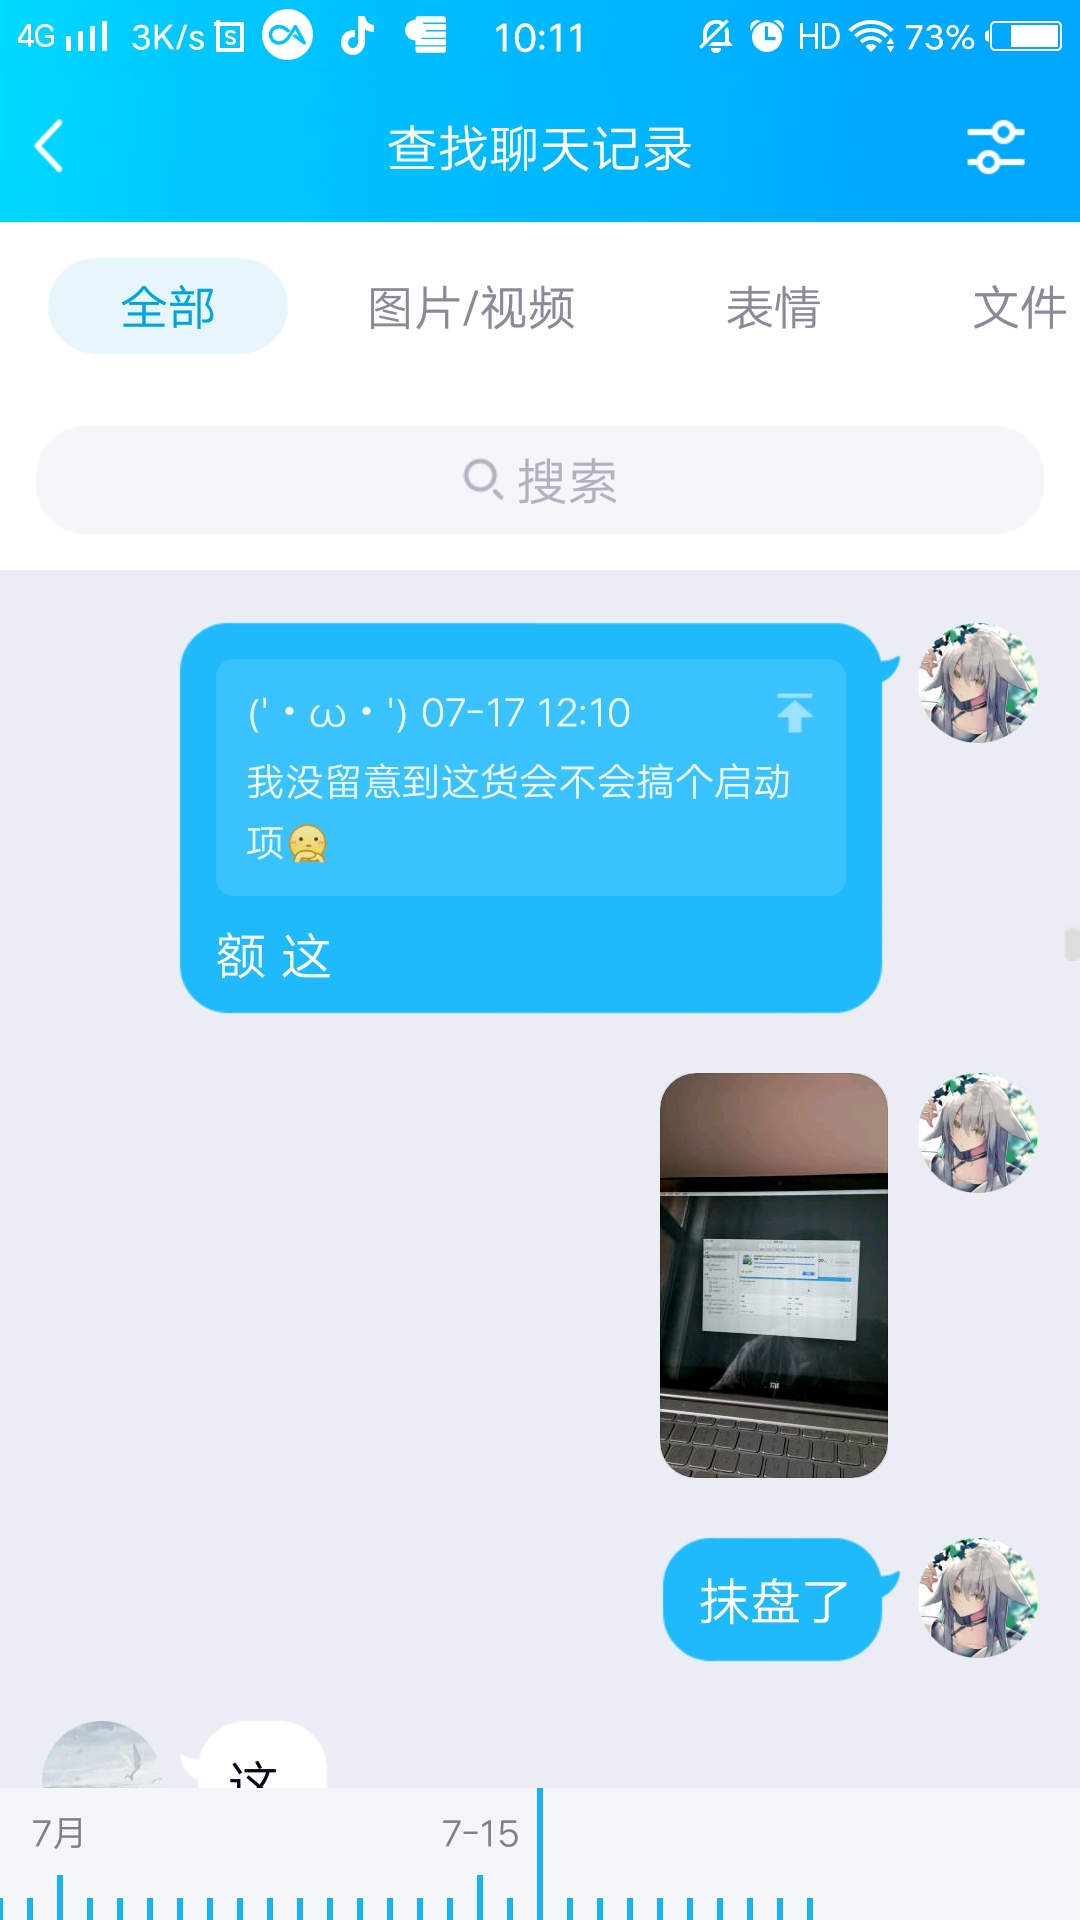 4G 3K/s 10:11 HD 73%
查找聊天记录
全部 图片/视频 表情 文件
搜索
('・ω・') 07-17 12:10
我没留意到这货会不会搞个启动
项
额 这
抹盘了
这
7月 7-15